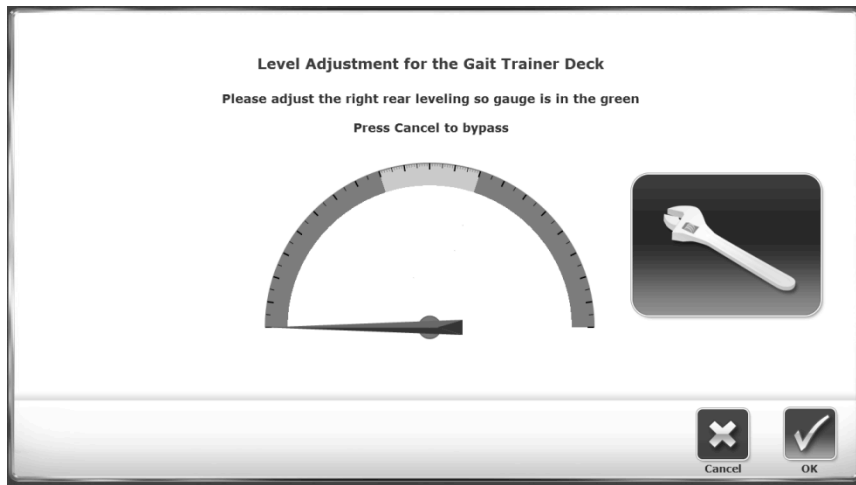 Level Adjustment for the Gait Trainer Deck
Please adjust the right rear leveling so gauge is in the green
Press Cancel to bypass
Cancel
OK